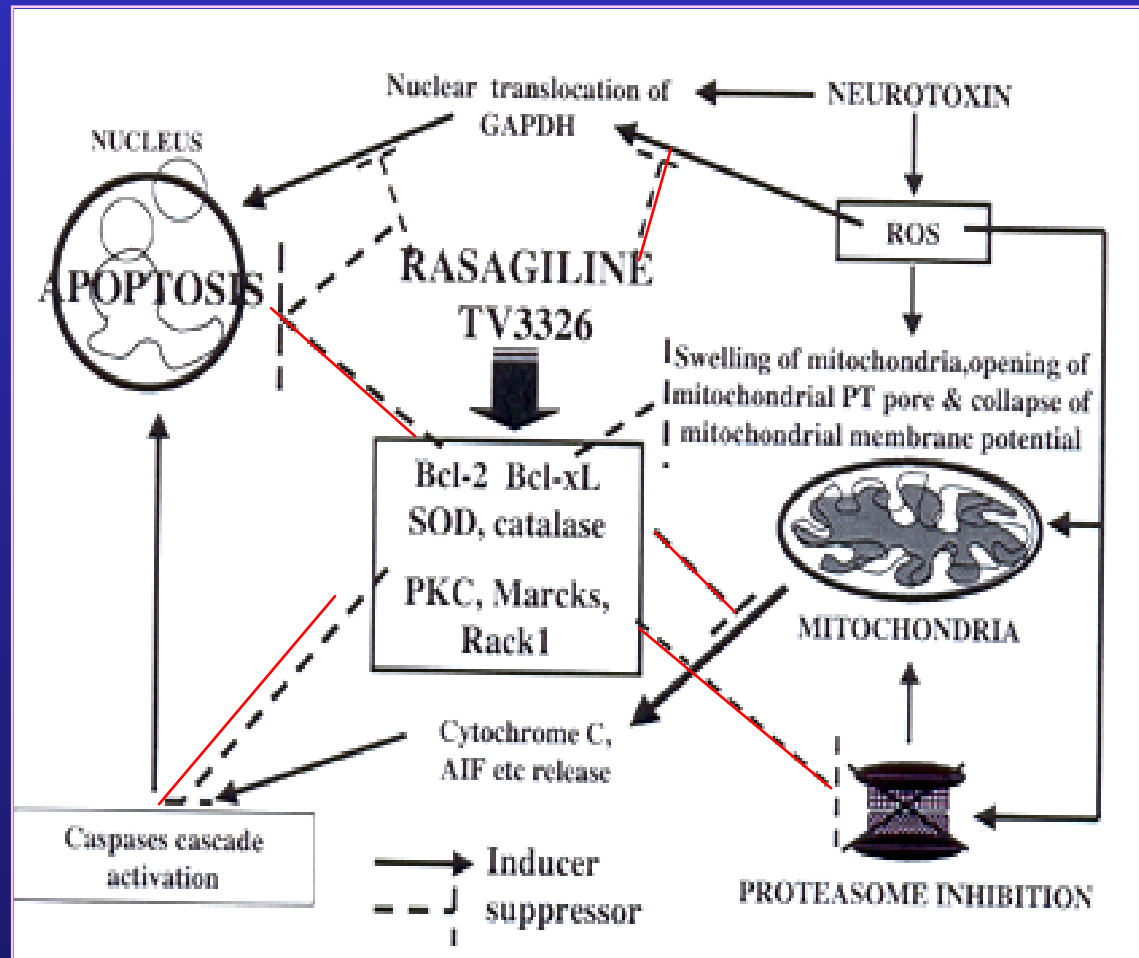 Nuclear translocation of
GAPDH
NEUROTOXIN
NUCLEUS
ROS
APOPTOSIS
RASAGILINE
TV3326
Swelling of mitochondria,opening of
mitochondrial PT pore & collapse of
mitochondrial membrane potential
Bcl-2 Bcl-xL
SOD, catalase
PKC, Marcks,
Rack1
MITOCHONDRIA
Cytochrome C,
AIF etc release
Caspases cascade
activation
Inducer
suppressor
PROTEASOME INHIBITION